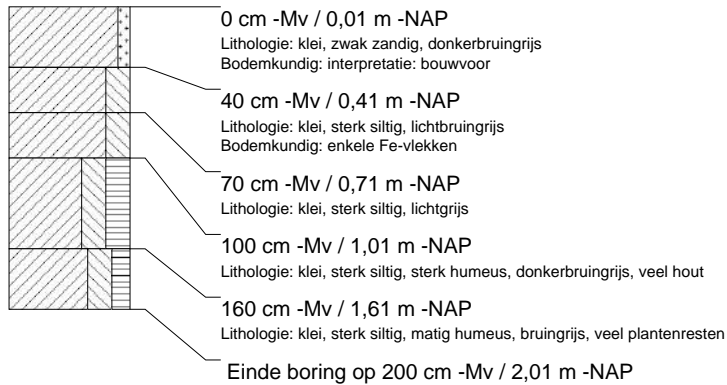 0 cm -Mv / 0,01 m -NAP
Lithologie: klei, zwak zandig, donkerbruingrijs
Bodemkundig: interpretatie: bouwvoor
40 cm -Mv / 0,41 m -NAP
Lithologie: klei, sterk siltig, lichtbruingrijs
Bodemkundig: enkele Fe-vlekken
70 cm -Mv / 0,71 m -NAP
Lithologie: klei, sterk siltig, lichtgrijs
100 cm -Mv / 1,01 m -NAP
Lithologie: klei, sterk siltig, sterk humeus, donkerbruingrijs, veel hout
160 cm -Mv / 1,61 m -NAP
Lithologie: klei, sterk siltig, matig humeus, bruingrijs, veel plantenresten
Einde boring op 200 cm -Mv / 2,01 m -NAP